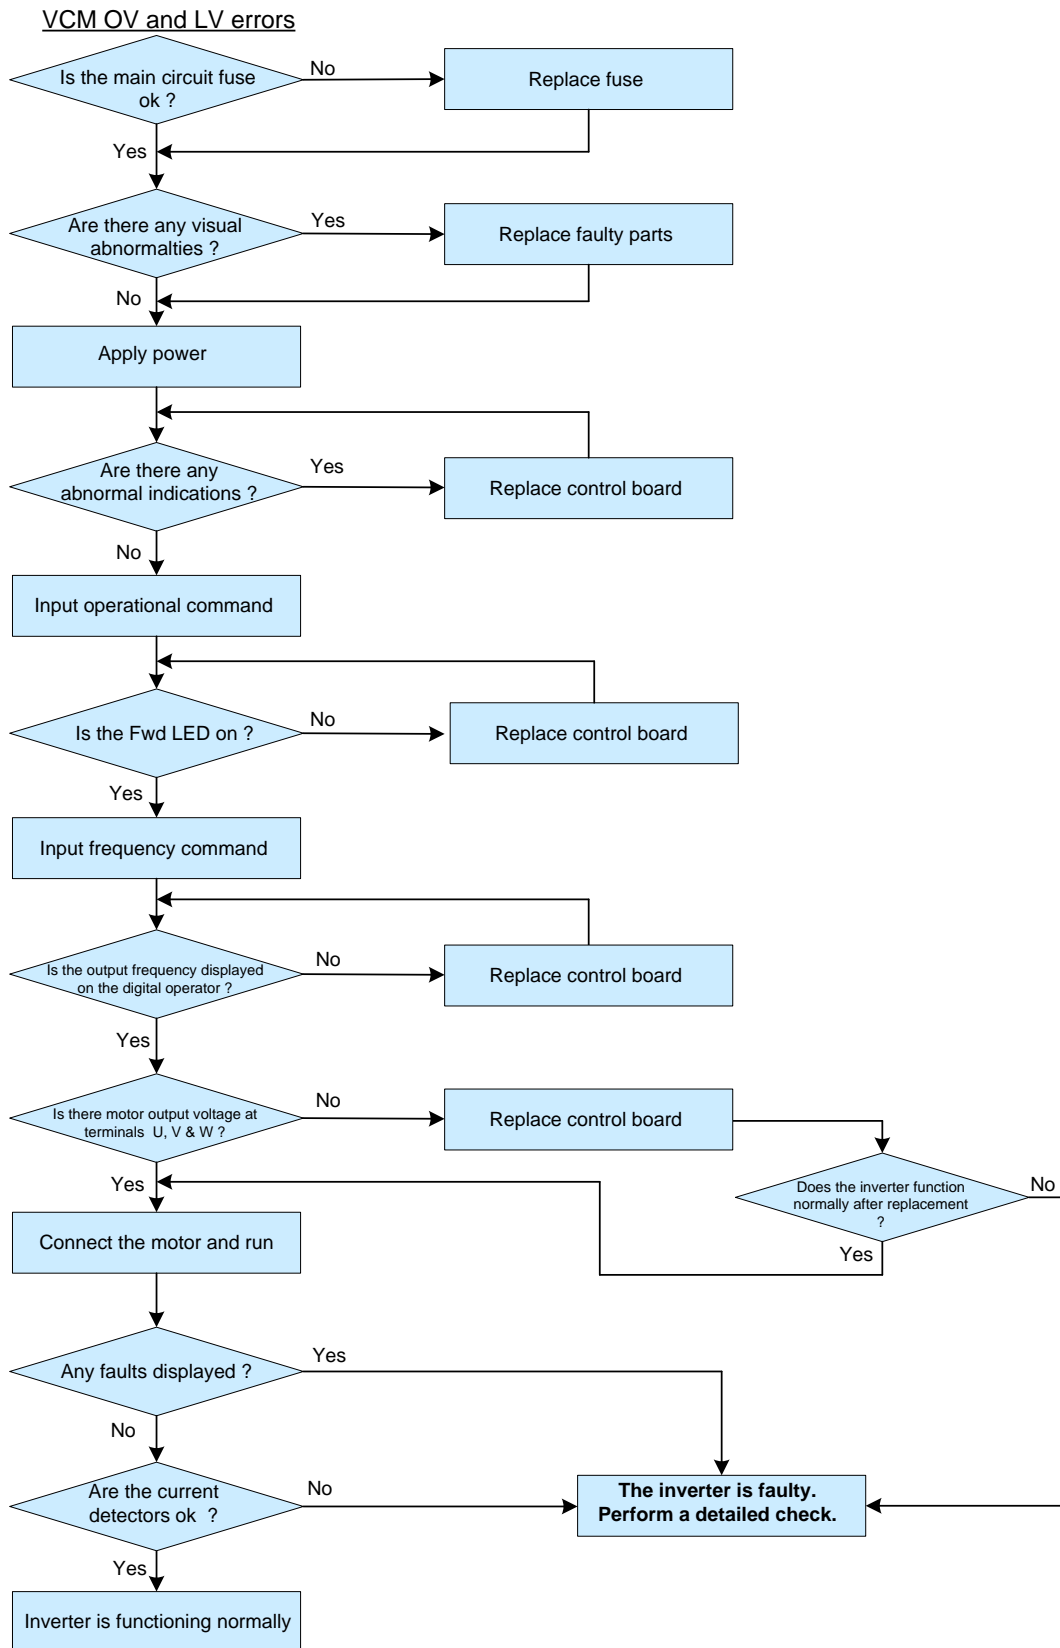 VCM OV and LV errors
Is the main circuit fuse
ok ?
No
Replace fuse
Yes
Are there any visual
abnormalties ?
Yes
Replace faulty parts
No
Apply power
Are there any
abnormal indications ?
Yes
Replace control board
No
Input operational command
Is the Fwd LED on ?
No
Replace control board
Yes
Input frequency command
Is the output frequency displayed
on the digital operator ?
No
Replace control board
Yes
Is there motor output voltage at
terminals U, V & W ?
No
Replace control board
Does the inverter function
normally after replacement
?
No
Yes
Yes
Connect the motor and run
Any faults displayed ?
Yes
No
Are the current
detectors ok ?
No
The inverter is faulty.
Perform a detailed check.
Yes
Inverter is functioning normally